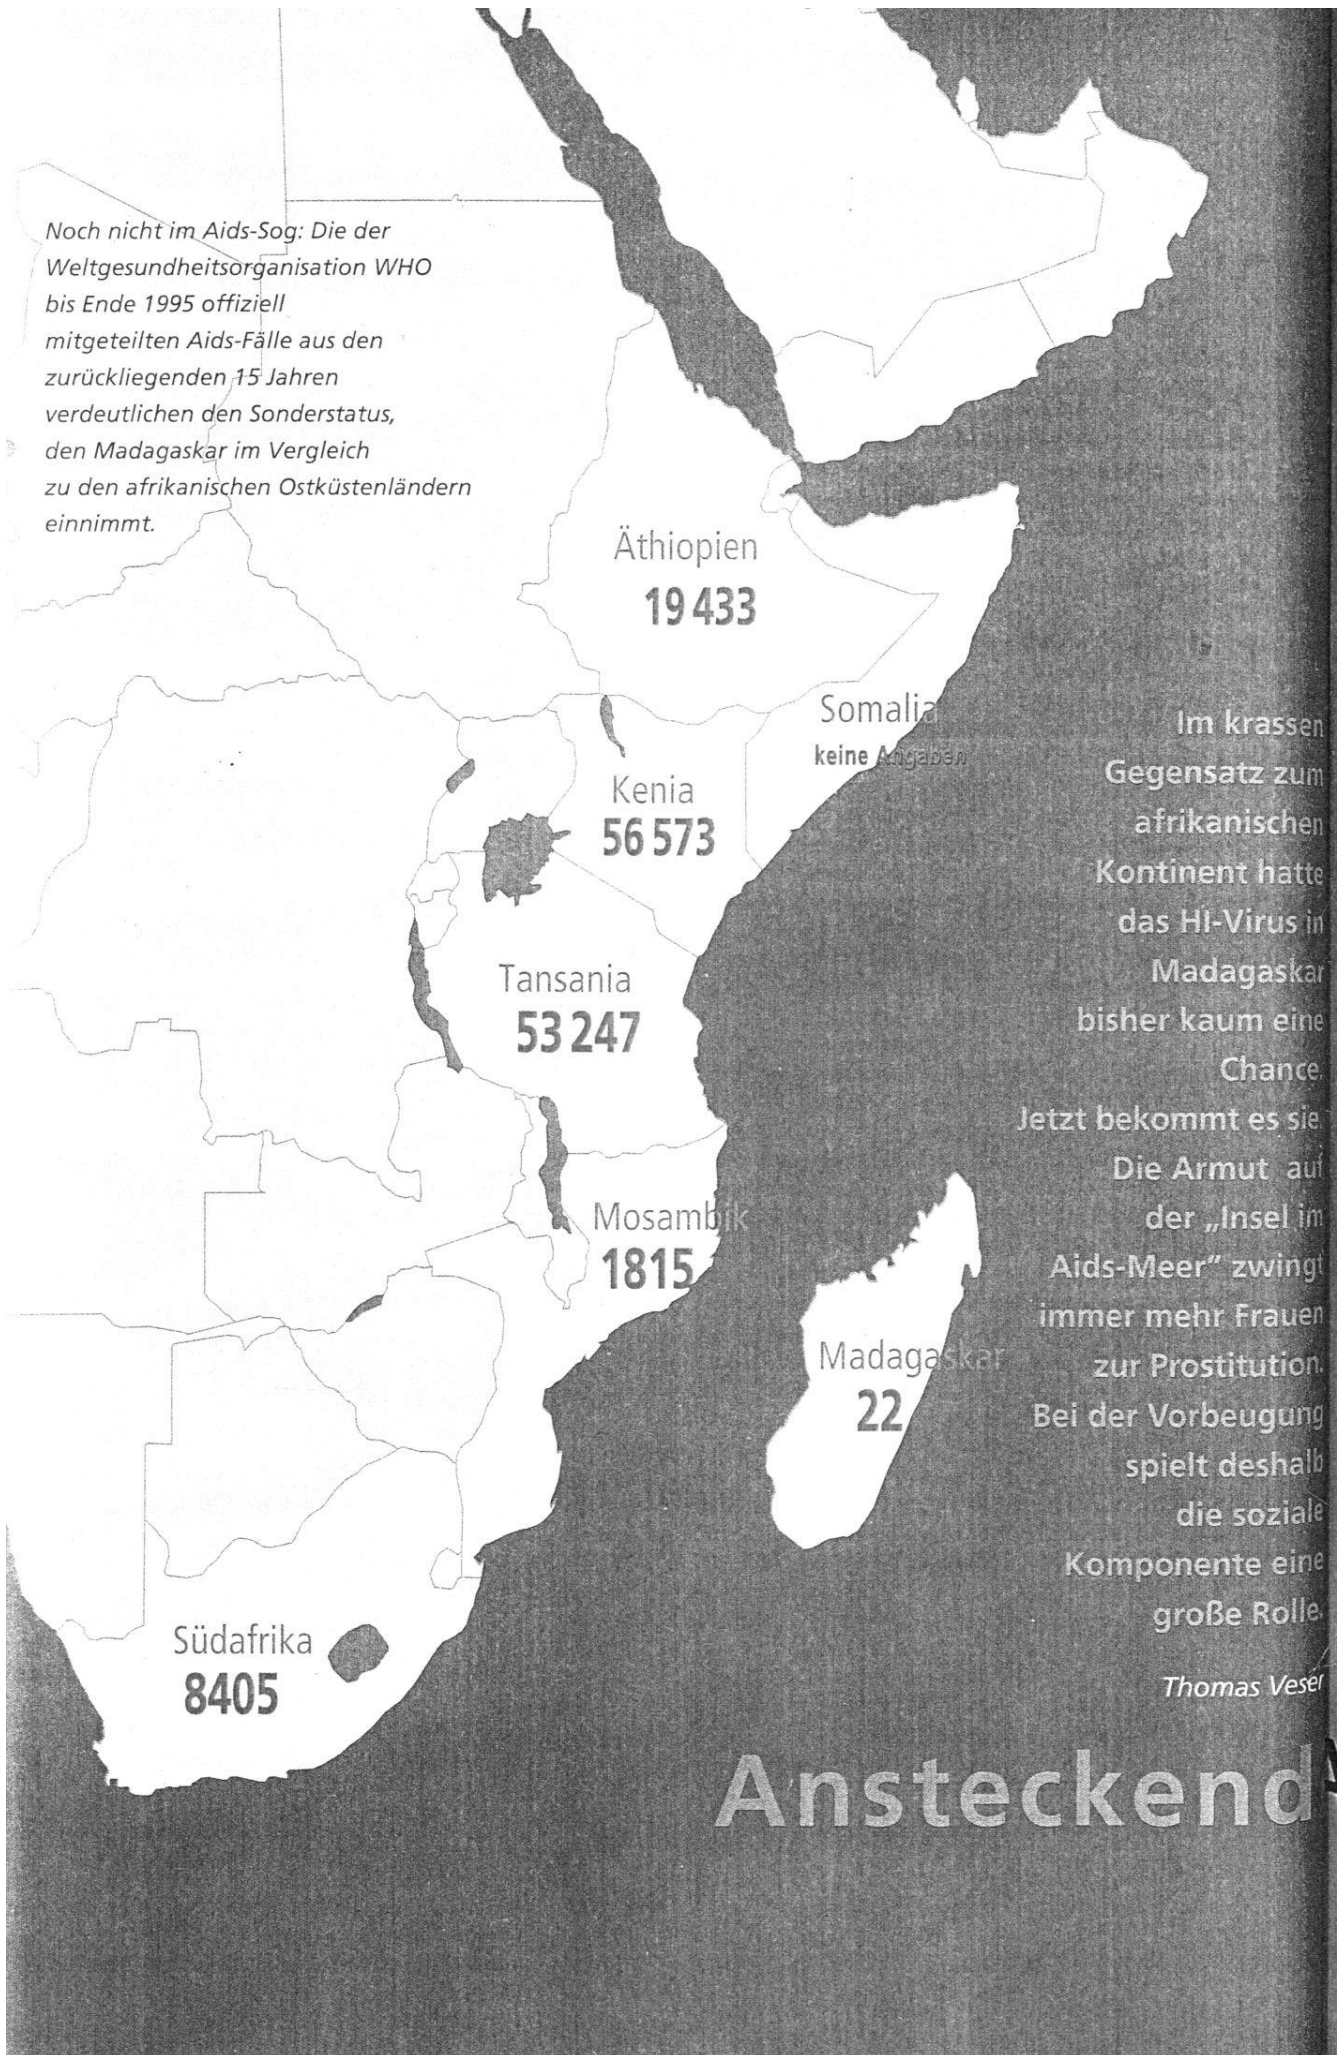 Noch nicht im Aids-Sog: Die der
Weltgesundheitsorganisation WHO
bis Ende 1995 offiziell
mitgeteilten Aids-Fälle aus den
zurückliegenden 15 Jahren
verdeutlichen den Sonderstatus,
den Madagaskar im Vergleich
zu den afrikanischen Ostküstenländern
einnimmt.
Äthiopien
19 433
Somalia
keine Angaben
Kenia
56 573
Tansania
53 247
Mosambik
1815
Madagaskar
22
Südafrika
8405
Im krassen
Gegensatz zum
afrikanischen
Kontinent hatte
das HI-Virus in
Madagaskar
bisher kaum eine
Chance.
Jetzt bekommt es sie.
Die Armut auf
der „Insel im
Aids-Meer“ zwingt
immer mehr Frauen
zur Prostitution.
Bei der Vorbeugung
spielt deshalb
die soziale
Komponente eine
große Rolle.
Thomas Veser
Ansteckend